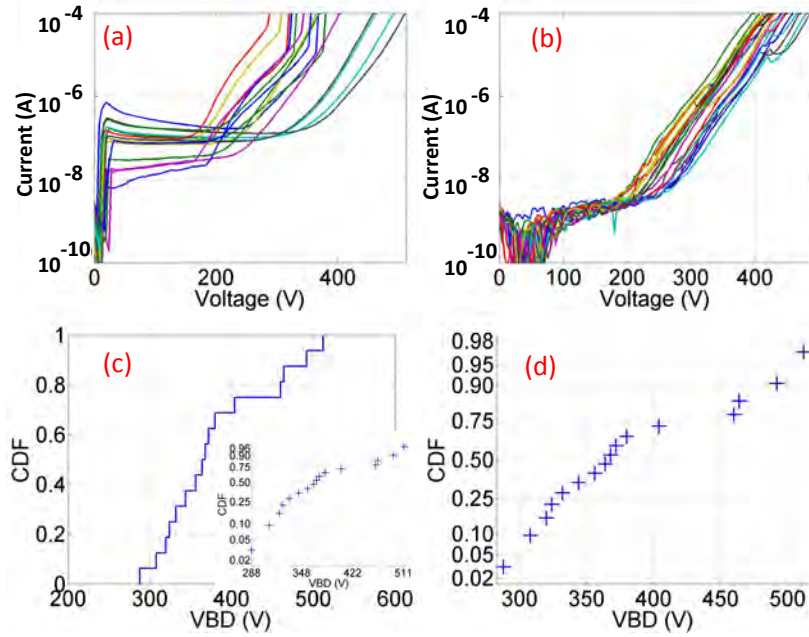 (a)
Current (A)
10-4
10-6
10-8
10-10
0 200 400
Voltage (V)
(b)
Current (A)
10-4
10-6
10-8
10-10
0 100 200 300 400
Voltage (V)
(c)
CDF
1
0.8
0.6
0.4
0.2
0
200 300 400 500 600
VBD (V)
CDF
0.96
0.90
0.75
0.50
0.25
0.10
0.05
0.02
288 348 422 511
VBD (V)
(d)
CDF
0.98
0.95
0.90
0.75
0.50
0.25
0.10
0.05
0.02
300 350 400 450 500
VBD (V)